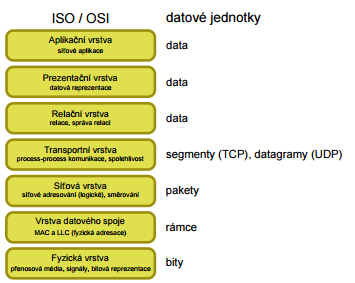 ISO / OSI datové jednotky
Aplikační vrstva
síťové aplikace
data
Prezentační vrstva
datová reprezentace
data
Relační vrstva
relace, správa relací
data
Transportní vrstva
process-process komunikace, spolehlivost
segmenty (TCP), datagramy (UDP)
Síťová vrstva
síťové adresování (logické), směrování
pakety
Vrstva datového spoje
MAC a LLC (fyzická adresace)
rámce
Fyzická vrstva
přenosová média, signály, bitová reprezentace
bity